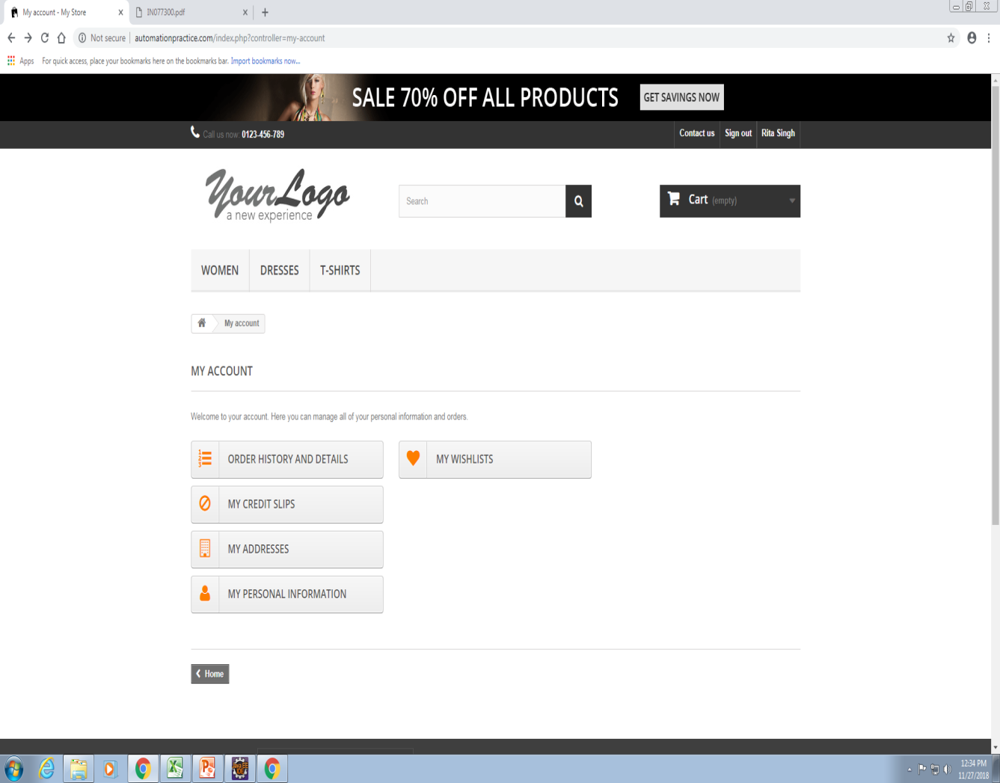 My account - My Store
IN077300.pdf
Not secure
automationpractice.com/index.php?controller=my-account
Apps
For quick access, place your bookmarks here on the bookmarks bar. Import bookmarks now...
SALE 70% OFF ALL PRODUCTS
GET SAVINGS NOW
Call us now: 0123-456-789
Contact us
Sign out
Rita Singh
YourLogo
a new experience
Search
Cart (empty)
WOMEN
DRESSES
T-SHIRTS
My account
MY ACCOUNT
Welcome to your account. Here you can manage all of your personal information and orders.
ORDER HISTORY AND DETAILS
MY WISHLISTS
MY CREDIT SLIPS
MY ADDRESSES
MY PERSONAL INFORMATION
Home
12:34 PM
11/27/2018